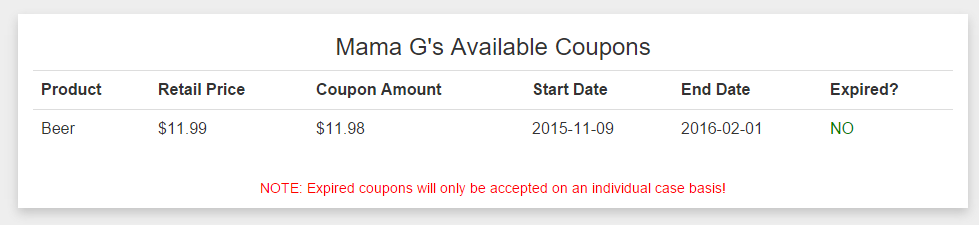 Mama G's Available Coupons
Product Retail Price Coupon Amount Start Date End Date Expired?
Beer $11.99 $11.98 2015-11-09 2016-02-01 NO
NOTE: Expired coupons will only be accepted on an individual case basis!